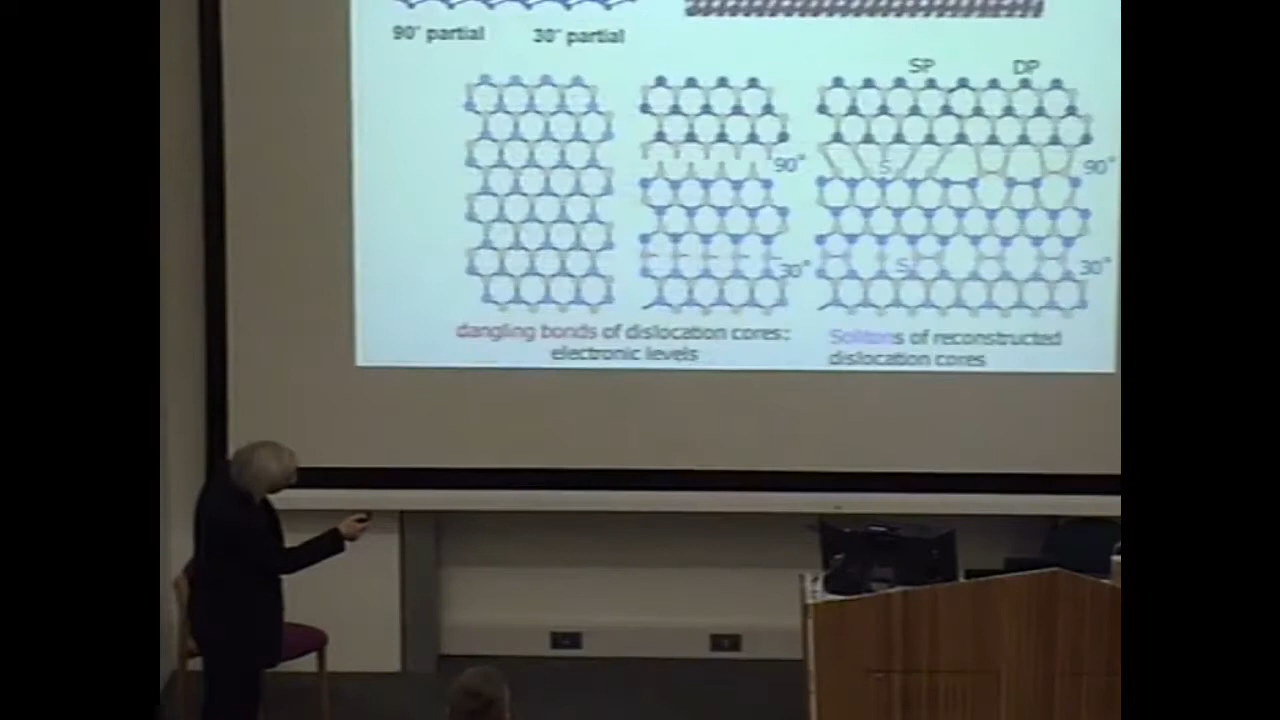 90° partial
30° partial
SP
DP
90°
S
90°
30°
S
30°
dangling bonds of dislocation cores:
electronic levels
Solitons of reconstructed
dislocation cores